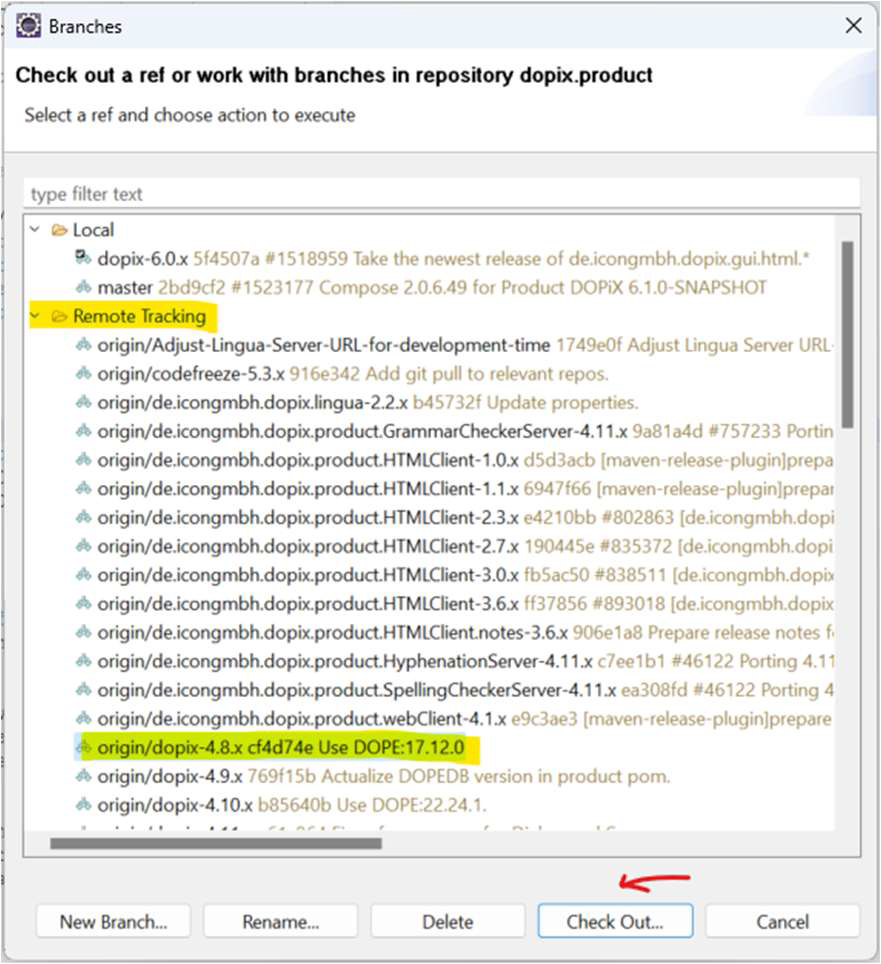 Branches
Check out a ref or work with branches in repository dopix.product
Select a ref and choose action to execute
type filter text
Local
dopix-6.0.x 5f4507a #1518959 Take the newest release of de.icongmbh.dopix.gui.html.*
master 2bd9cf2 #1523177 Compose 2.0.6.49 for Product DOPiX 6.1.0-SNAPSHOT
Remote Tracking
origin/Adjust-Lingua-Server-URL-for-development-time 1749e0f Adjust Lingua Server URL-
origin/codefreeze-5.3.x 916e342 Add git pull to relevant repos.
origin/de.icongmbh.dopix.lingua-2.2.x b45732f Update properties.
origin/de.icongmbh.dopix.product.GrammarCheckerServer-4.11.x 9a81a4d #757233 Portin
origin/de.icongmbh.dopix.product.HTMLClient-1.0.x d5d3acb [maven-release-plugin]prepa
origin/de.icongmbh.dopix.product.HTMLClient-1.1.x 6947f66 [maven-release-plugin]prepar
origin/de.icongmbh.dopix.product.HTMLClient-2.3.x e4210bb #802863 [de.icongmbh.dopi
origin/de.icongmbh.dopix.product.HTMLClient-2.7.x 190445e #835372 [de.icongmbh.dopi
origin/de.icongmbh.dopix.product.HTMLClient-3.0.x fb5ac50 #838511 [de.icongmbh.dopix
origin/de.icongmbh.dopix.product.HTMLClient-3.6.x ff37856 #893018 [de.icongmbh.dopix
origin/de.icongmbh.dopix.product.HTMLClient.notes-3.6.x 906e1a8 Prepare release notes f
origin/de.icongmbh.dopix.product.HyphenationServer-4.11.x c7ee1b1 #46122 Porting 4.11
origin/de.icongmbh.dopix.product.SpellingCheckerServer-4.11.x ea308fd #46122 Porting 4
origin/de.icongmbh.dopix.product.webClient-4.1.x e9c3ae3 [maven-release-plugin]prepare
origin/dopix-4.8.x cf4d74e Use DOPE:17.12.0
origin/dopix-4.9.x 769f15b Actualize DOPEDB version in product pom.
origin/dopix-4.10.x b85640b Use DOPE:22.24.1.
New Branch...
Rename...
Delete
Check Out...
Cancel